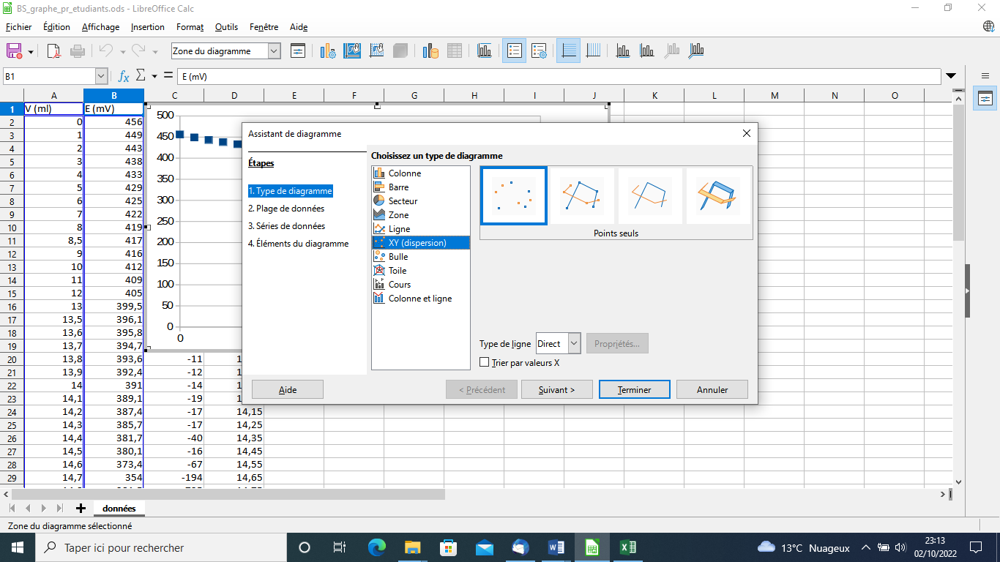 BS_graphe_pr_etudiants.ods - LibreOffice Calc
Fichier Édition Affichage Insertion Format Outils Fenêtre Aide
Zone du diagramme
B1 fx Σ = E (mV)
A B C D E F G H I J K L M N O
1 V (ml) E (mV)
2 0 456
3 1 449
4 2 443
5 3 438
6 4 433
7 5 429
8 6 425
9 7 422
10 8 419
11 8,5 417
12 9 416
13 10 412
14 11 409
15 12 405
16 13 399,5
17 13,5 396,1
18 13,6 395,8
19 13,7 394,7
20 13,8 393,6 -11
21 13,9 392,4 -12
22 14 391 -14
23 14,1 389,1 -19
24 14,2 387,4 -17 14,15
25 14,3 385,7 -17 14,25
26 14,4 381,7 -40 14,35
27 14,5 380,1 -16 14,45
28 14,6 373,4 -67 14,55
29 14,7 354 -194 14,65
500
450
400
350
300
250
200
150
100
50
0
0
Assistant de diagramme
Étapes
1. Type de diagramme
2. Plage de données
3. Séries de données
4. Éléments du diagramme
Choisissez un type de diagramme
Colonne
Barre
Secteur
Zone
Ligne
XY (dispersion)
Bulle
Toile
Cours
Colonne et ligne
Points seuls
Type de ligne Direct Propriétés...
Trier par valeurs X
Aide < Précédent Suivant > Terminer Annuler
données
Zone du diagramme sélectionné
Taper ici pour rechercher
13°C Nuageux
23:13
02/10/2022